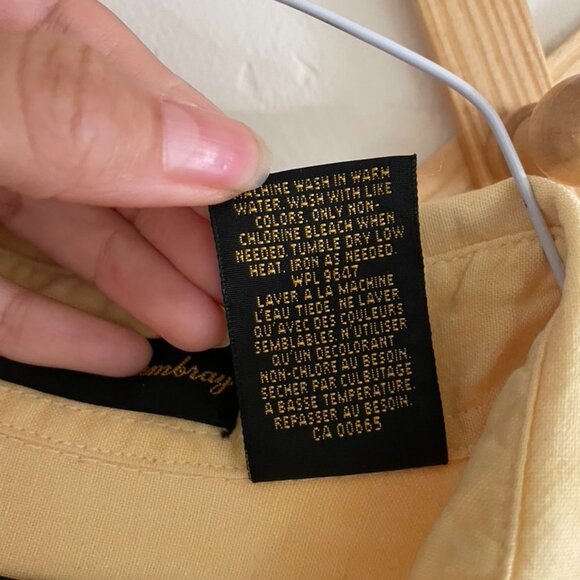 MACHINE WASH IN WARM
WATER. WASH WITH LIKE
COLORS. ONLY NON-
CHLORINE BLEACH WHEN
NEEDED. TUMBLE DRY LOW
HEAT. IRON AS NEEDED.
WPL 9647
LAVER A LA MACHINE
L'EAU TIEDE. NE LAVER
QU'AVEC DES COULEURS
SEMBLABLES. N'UTILISER
QU'UN DECOLORANT
NON-CHLORE AU BESOIN.
SECHER PAR CULBUTAGE
A BASSE TEMPERATURE.
REPASSER AU BESOIN.
CA 00665